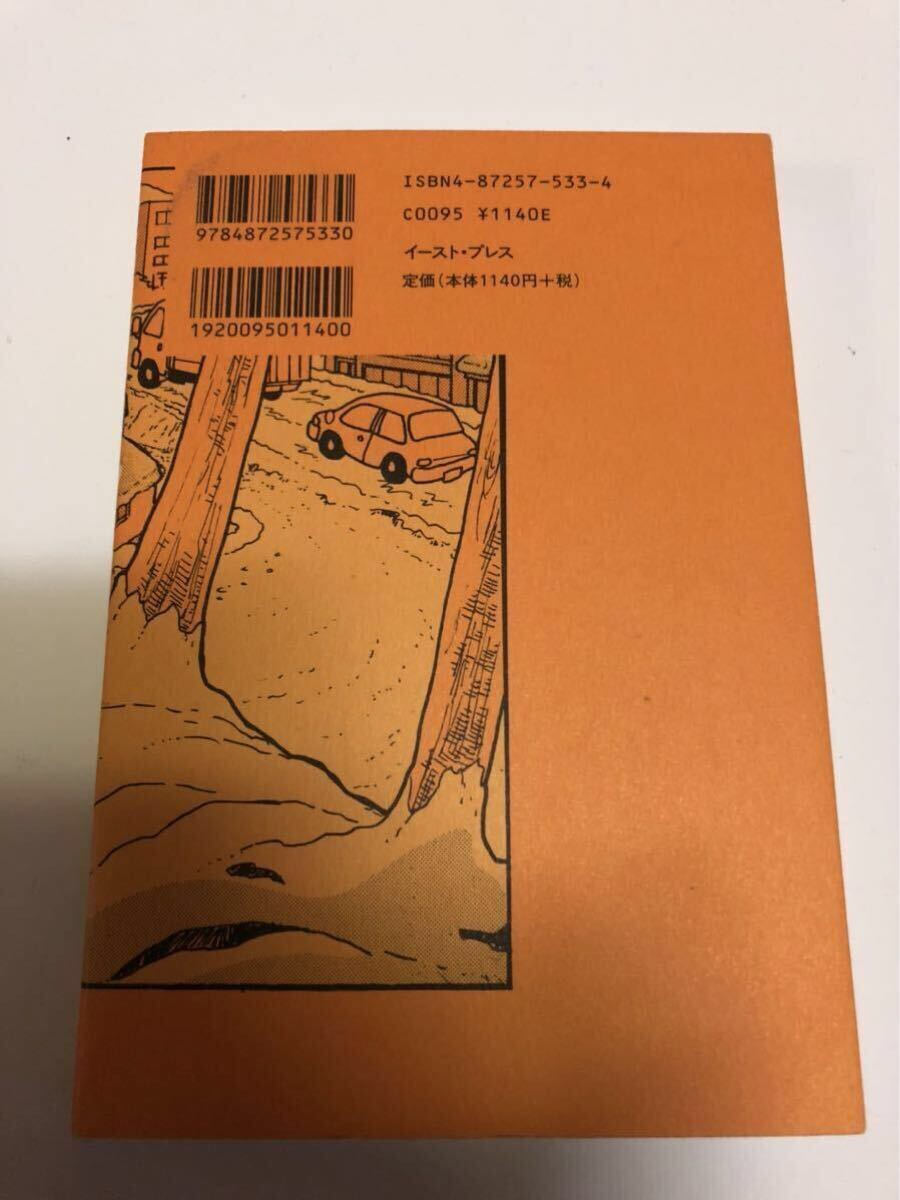 9784872575330
1920095011400
ISBN4-87257-533-4
C0095 ¥1140E
イースト・プレス
定価(本体1140円+税)